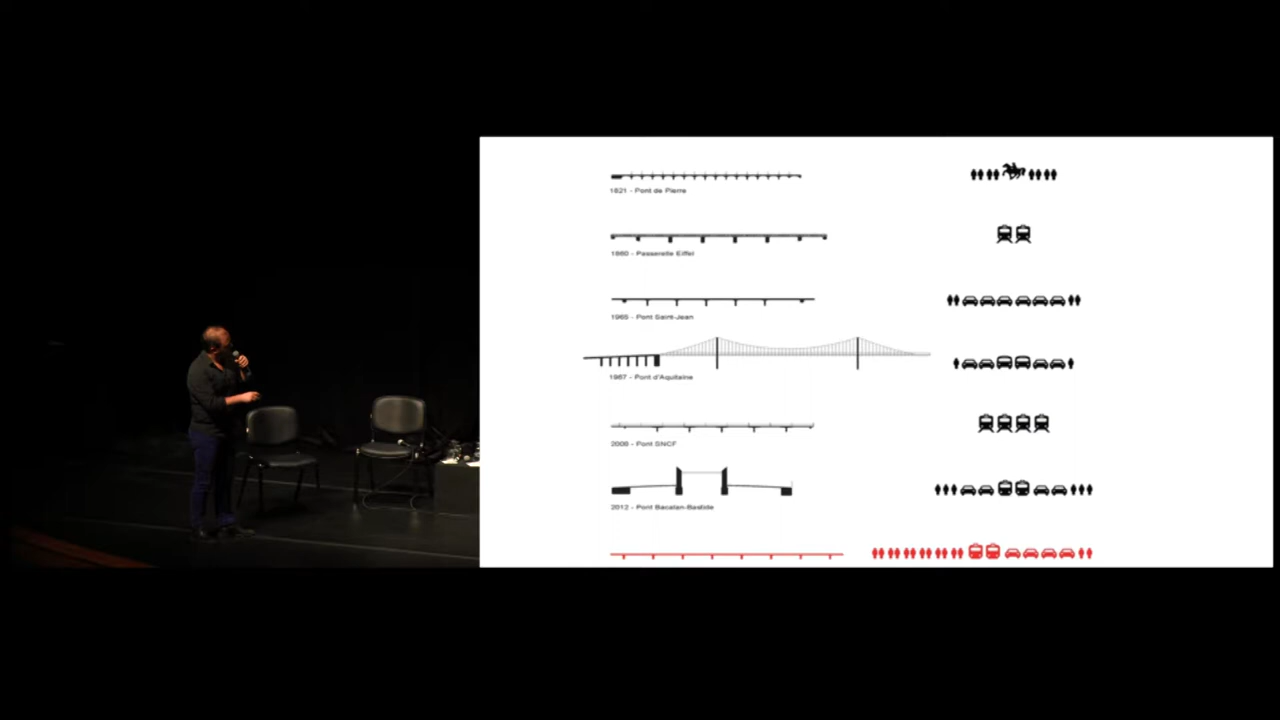 1821 - Pont de Pierre
1860 - Passerelle Eiffel
1965 - Pont Saint-Jean
1967 - Pont d'Aquitaine
2008 - Pont SNCF
2012 - Pont Bacalan-Bastide